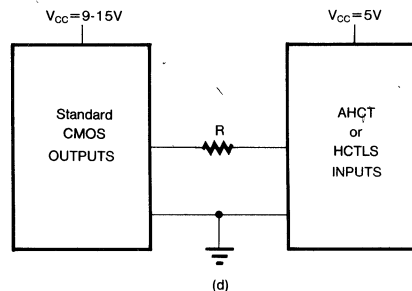 V_CC=9-15V
V_CC=5V
Standard
CMOS
OUTPUTS
R
AHCT
or
HCTLS
INPUTS
(d)